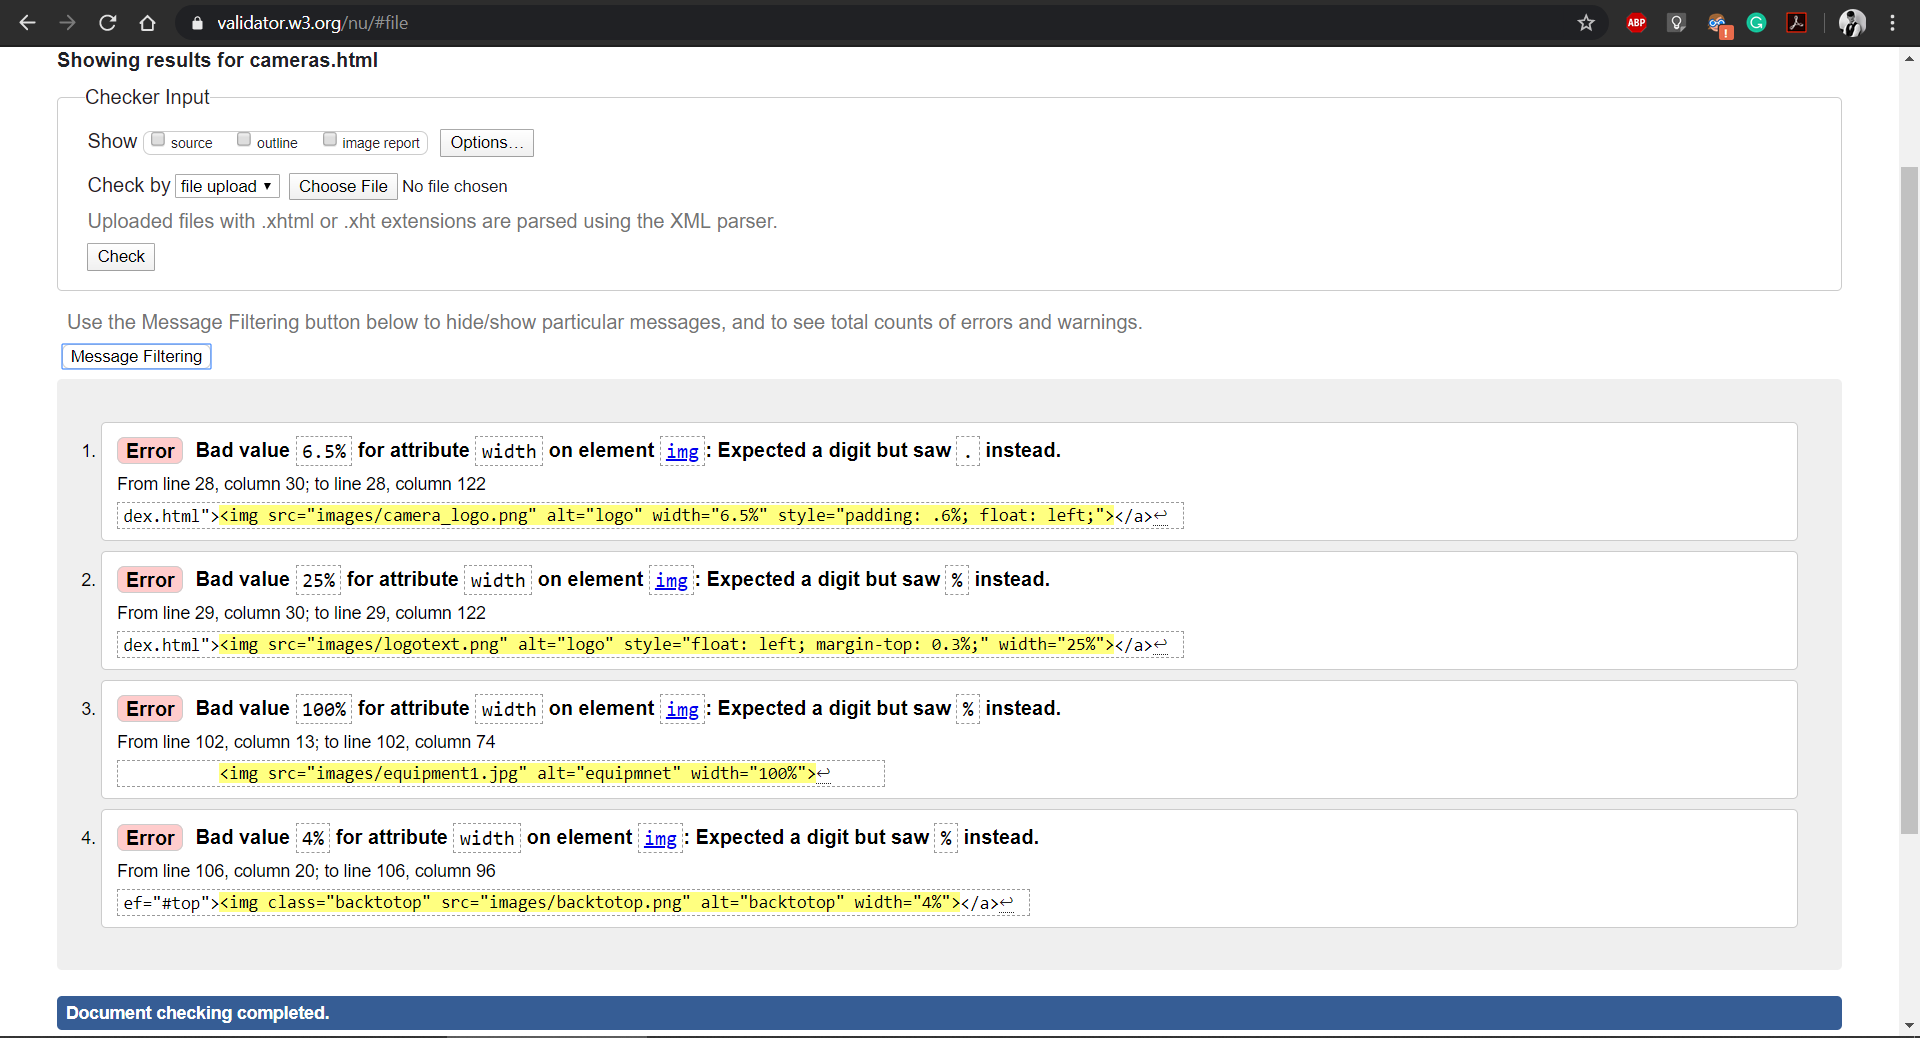 validator.w3.org/nu/#file
ABP
Showing results for cameras.html
Checker Input
Show source outline image report Options…
Check by file upload ▼ Choose File No file chosen
Uploaded files with .xhtml or .xht extensions are parsed using the XML parser.
Check
Use the Message Filtering button below to hide/show particular messages, and to see total counts of errors and warnings.
Message Filtering
1. Error Bad value 6.5% for attribute width on element img: Expected a digit but saw . instead.
From line 28, column 30; to line 28, column 122
dex.html"><img src="images/camera_logo.png" alt="logo" width="6.5%" style="padding: .6%; float: left;"></a>↩
2. Error Bad value 25% for attribute width on element img: Expected a digit but saw % instead.
From line 29, column 30; to line 29, column 122
dex.html"><img src="images/logotext.png" alt="logo" style="float: left; margin-top: 0.3%;" width="25%"></a>↩
3. Error Bad value 100% for attribute width on element img: Expected a digit but saw % instead.
From line 102, column 13; to line 102, column 74
<img src="images/equipment1.jpg" alt="equipmnet" width="100%">↩
4. Error Bad value 4% for attribute width on element img: Expected a digit but saw % instead.
From line 106, column 20; to line 106, column 96
ef="#top"><img class="backtotop" src="images/backtotop.png" alt="backtotop" width="4%"></a>↩
Document checking completed.